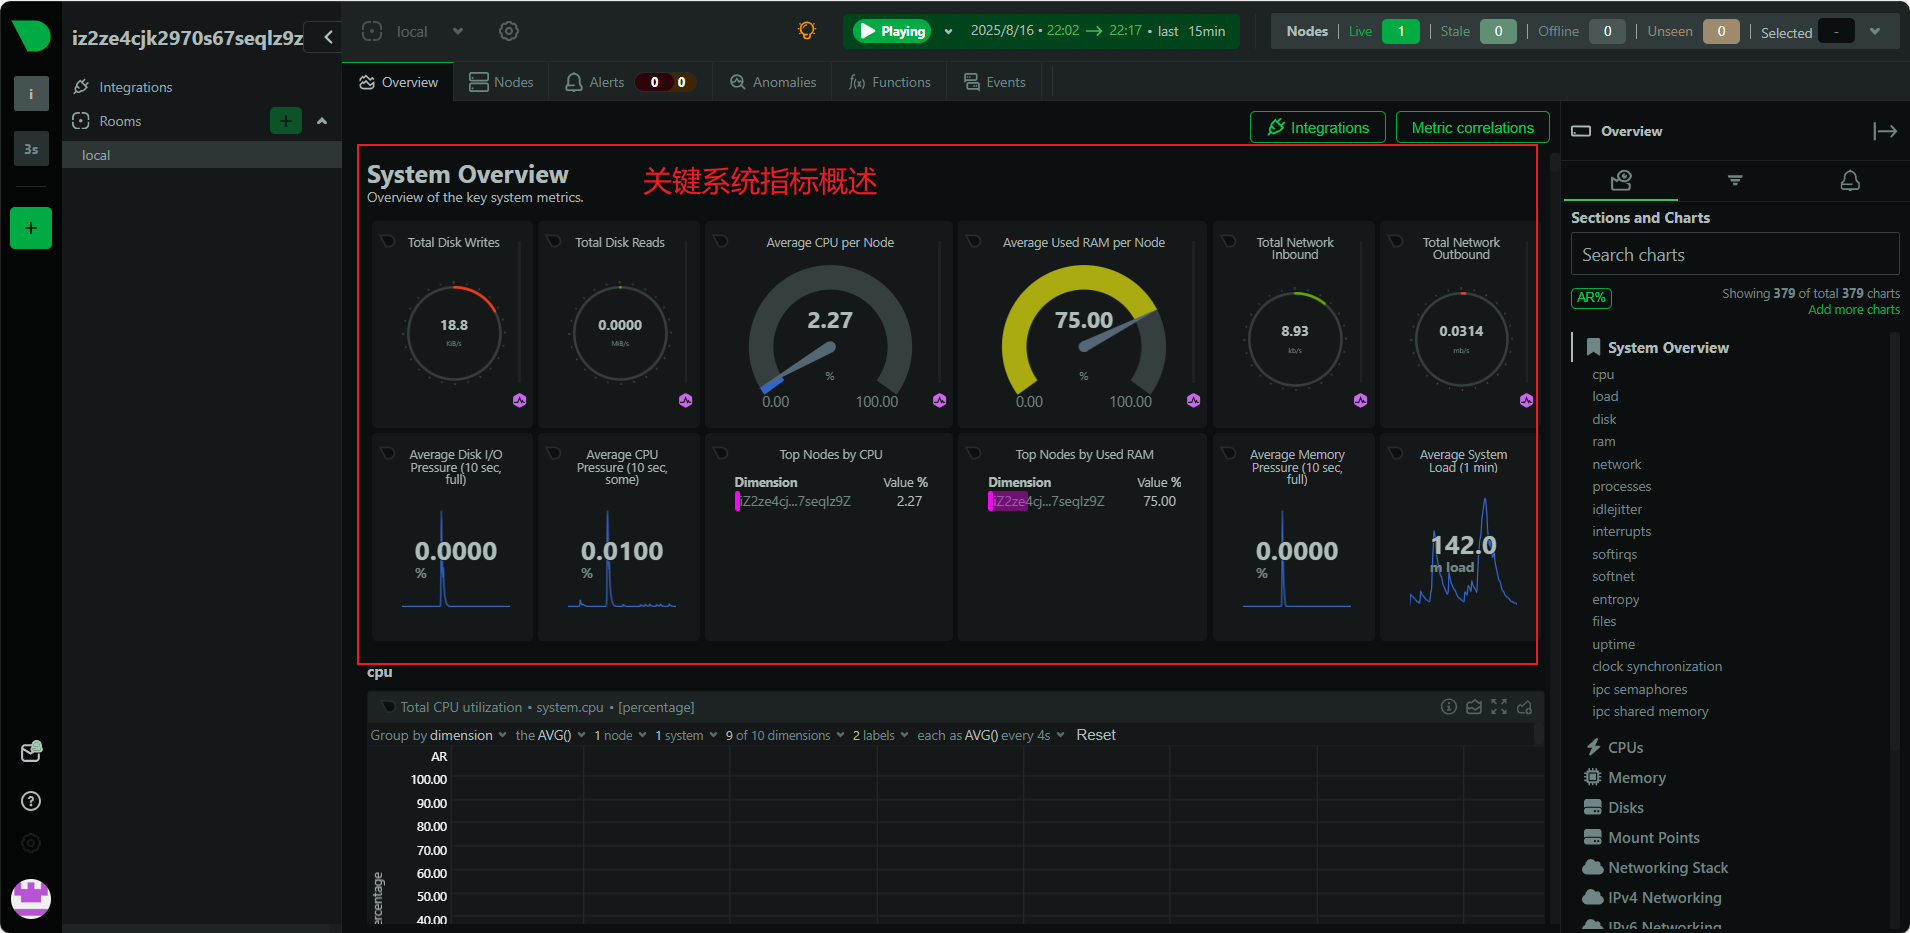 iz2ze4cjk2970s67seqlz9z
i
3s
+
Integrations
Rooms
+
local
local
Playing
2025/8/16 • 22:02 → 22:17 • last 15min
Nodes
Live
1
Stale
0
Offline
0
Unseen
0
Selected
-
Overview
Nodes
Alerts
0
0
Anomalies
f(x) Functions
Events
Integrations
Metric correlations
System Overview
关键系统指标概述
Overview of the key system metrics.
Total Disk Writes
18.8
KiB/s
Total Disk Reads
0.0000
MiB/s
Average CPU per Node
2.27
%
0.00
100.00
Average Used RAM per Node
75.00
%
0.00
100.00
Total Network
Inbound
8.93
kb/s
Total Network
Outbound
0.0314
mb/s
Average Disk I/O
Pressure (10 sec,
full)
0.0000
%
Average CPU
Pressure (10 sec,
some)
0.0100
%
Top Nodes by CPU
Dimension
Value %
iZ2ze4cj...7seqlz9Z
2.27
Top Nodes by Used RAM
Dimension
Value %
iZ2ze4cj...7seqlz9Z
75.00
Average Memory
Pressure (10 sec,
full)
0.0000
%
Average System
Load (1 min)
142.0
m load
cpu
Total CPU utilization • system.cpu • [percentage]
Group by dimension the AVG() 1 node 1 system 9 of 10 dimensions 2 labels each as AVG() every 4s Reset
AR
100.00
90.00
80.00
70.00
60.00
50.00
40.00
Overview
Sections and Charts
Search charts
AR%
Showing 379 of total 379 charts
Add more charts
System Overview
cpu
load
disk
ram
network
processes
idlejitter
interrupts
softirqs
softnet
entropy
files
uptime
clock synchronization
ipc semaphores
ipc shared memory
CPUs
Memory
Disks
Mount Points
Networking Stack
IPv4 Networking
IPv6 Networking